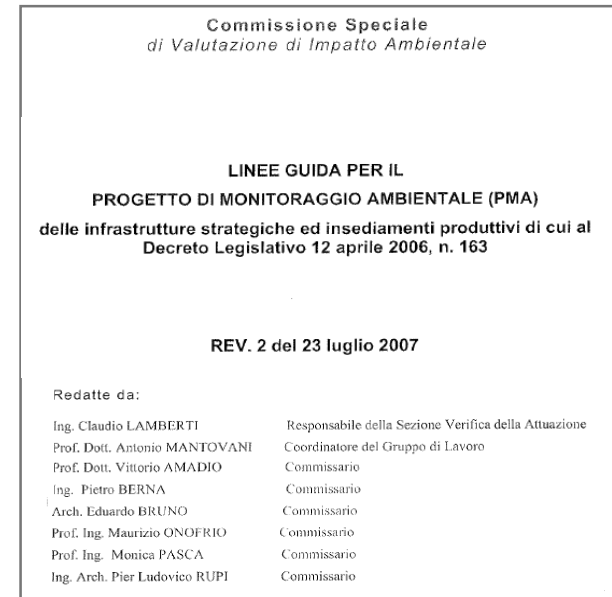 Commissione Speciale
di Valutazione di Impatto Ambientale
LINEE GUIDA PER IL
PROGETTO DI MONITORAGGIO AMBIENTALE (PMA)
delle infrastrutture strategiche ed insediamenti produttivi di cui al
Decreto Legislativo 12 aprile 2006, n. 163
REV. 2 del 23 luglio 2007
Redatte da:
Ing. Claudio LAMBERTI Responsabile della Sezione Verifica della Attuazione
Prof. Dott. Antonio MANTOVANI Coordinatore del Gruppo di Lavoro
Prof. Dott. Vittorio AMADIO Commissario
Ing. Pietro BERNA Commissario
Arch. Eduardo BRUNO Commissario
Prof. Ing. Maurizio ONOFRIO Commissario
Prof. Ing. Monica PASCA Commissario
Ing. Arch. Pier Ludovico RUPI Commissario